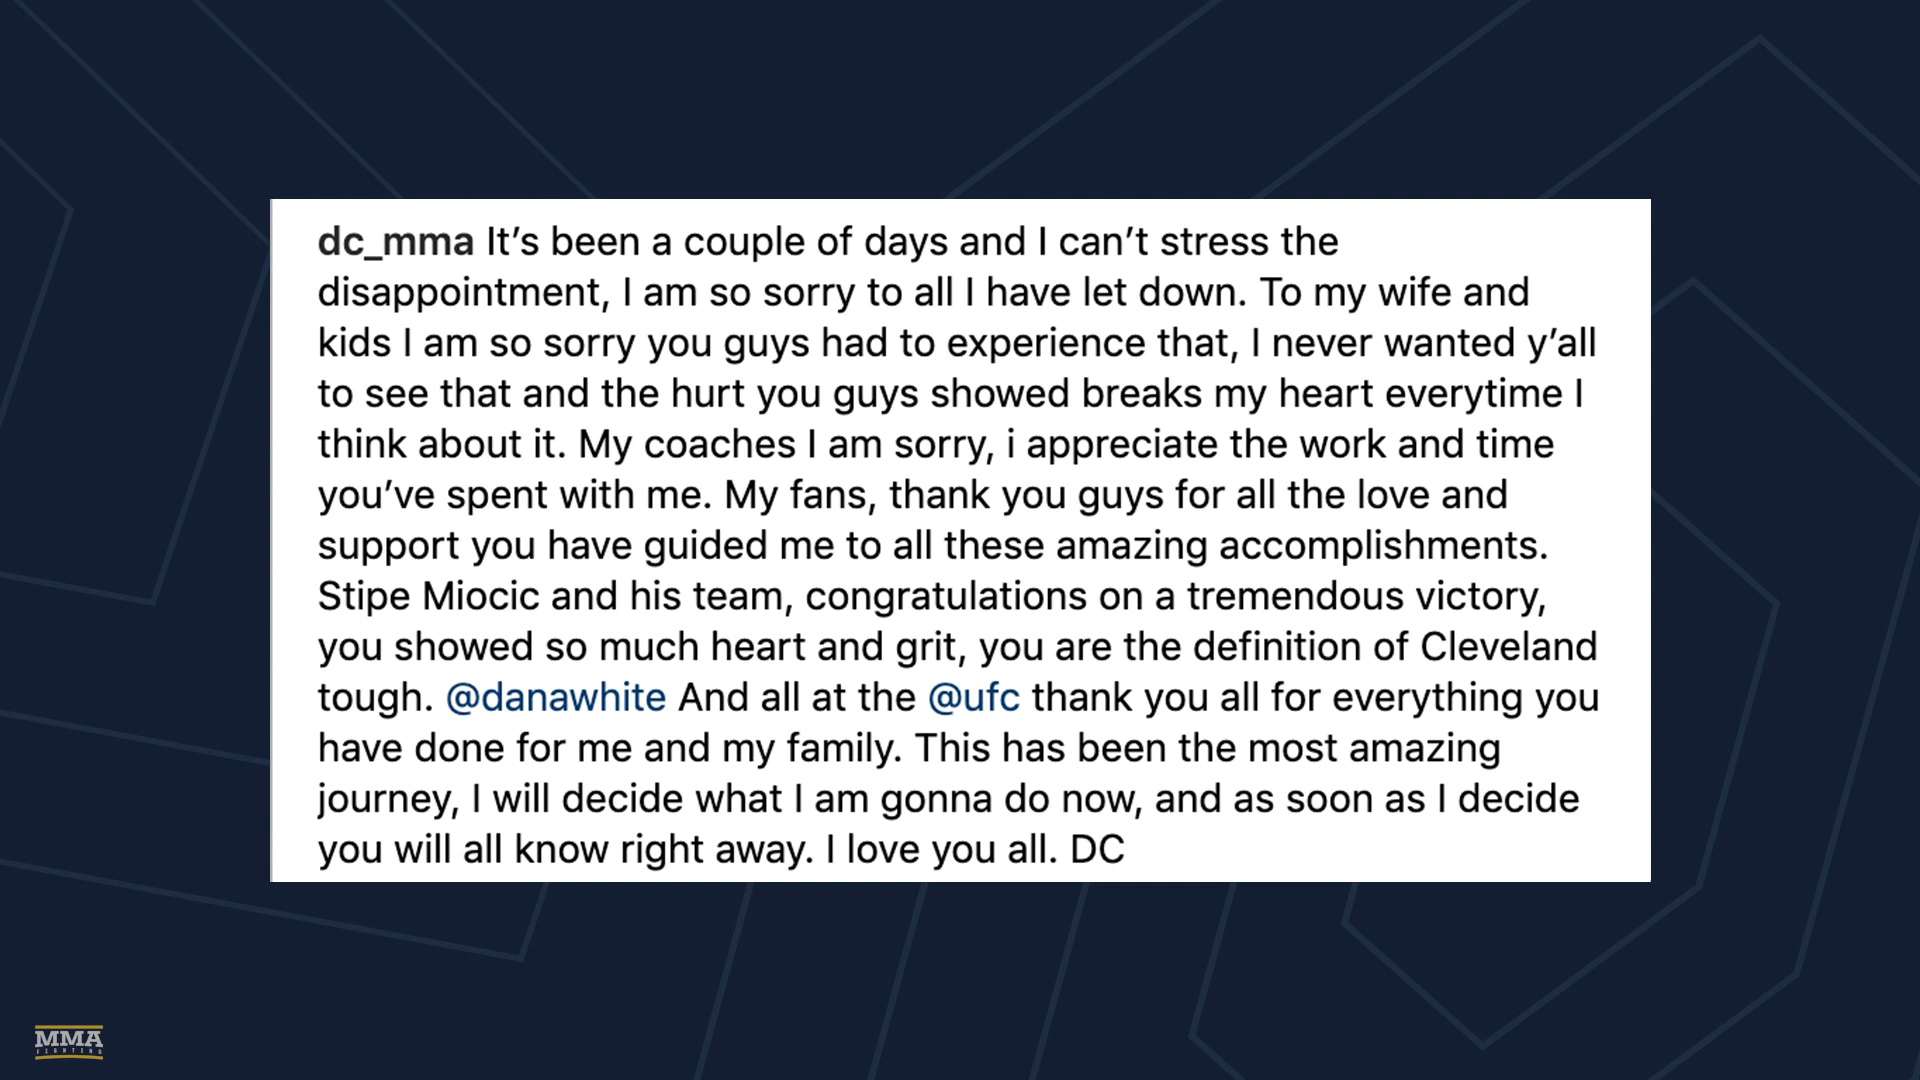 dc_mma It’s been a couple of days and I can’t stress the
disappointment, I am so sorry to all I have let down. To my wife and
kids I am so sorry you guys had to experience that, I never wanted y’all
to see that and the hurt you guys showed breaks my heart everytime I
think about it. My coaches I am sorry, i appreciate the work and time
you’ve spent with me. My fans, thank you guys for all the love and
support you have guided me to all these amazing accomplishments.
Stipe Miocic and his team, congratulations on a tremendous victory,
you showed so much heart and grit, you are the definition of Cleveland
tough. @danawhite And all at the @ufc thank you all for everything you
have done for me and my family. This has been the most amazing
journey, I will decide what I am gonna do now, and as soon as I decide
you will all know right away. I love you all. DC
MMA
FIGHTING